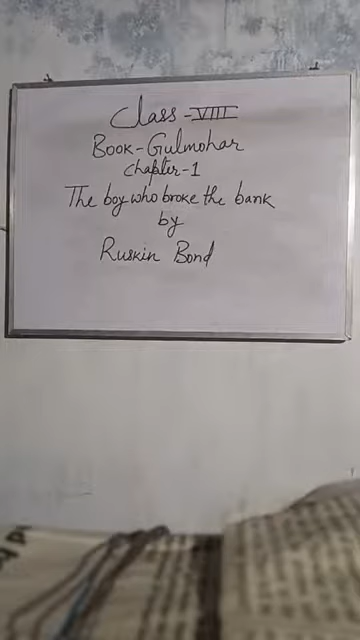 Class-VIII
Book-Gulmohar
Chapter-1
The boy who broke the bank
by
Ruskin Bond